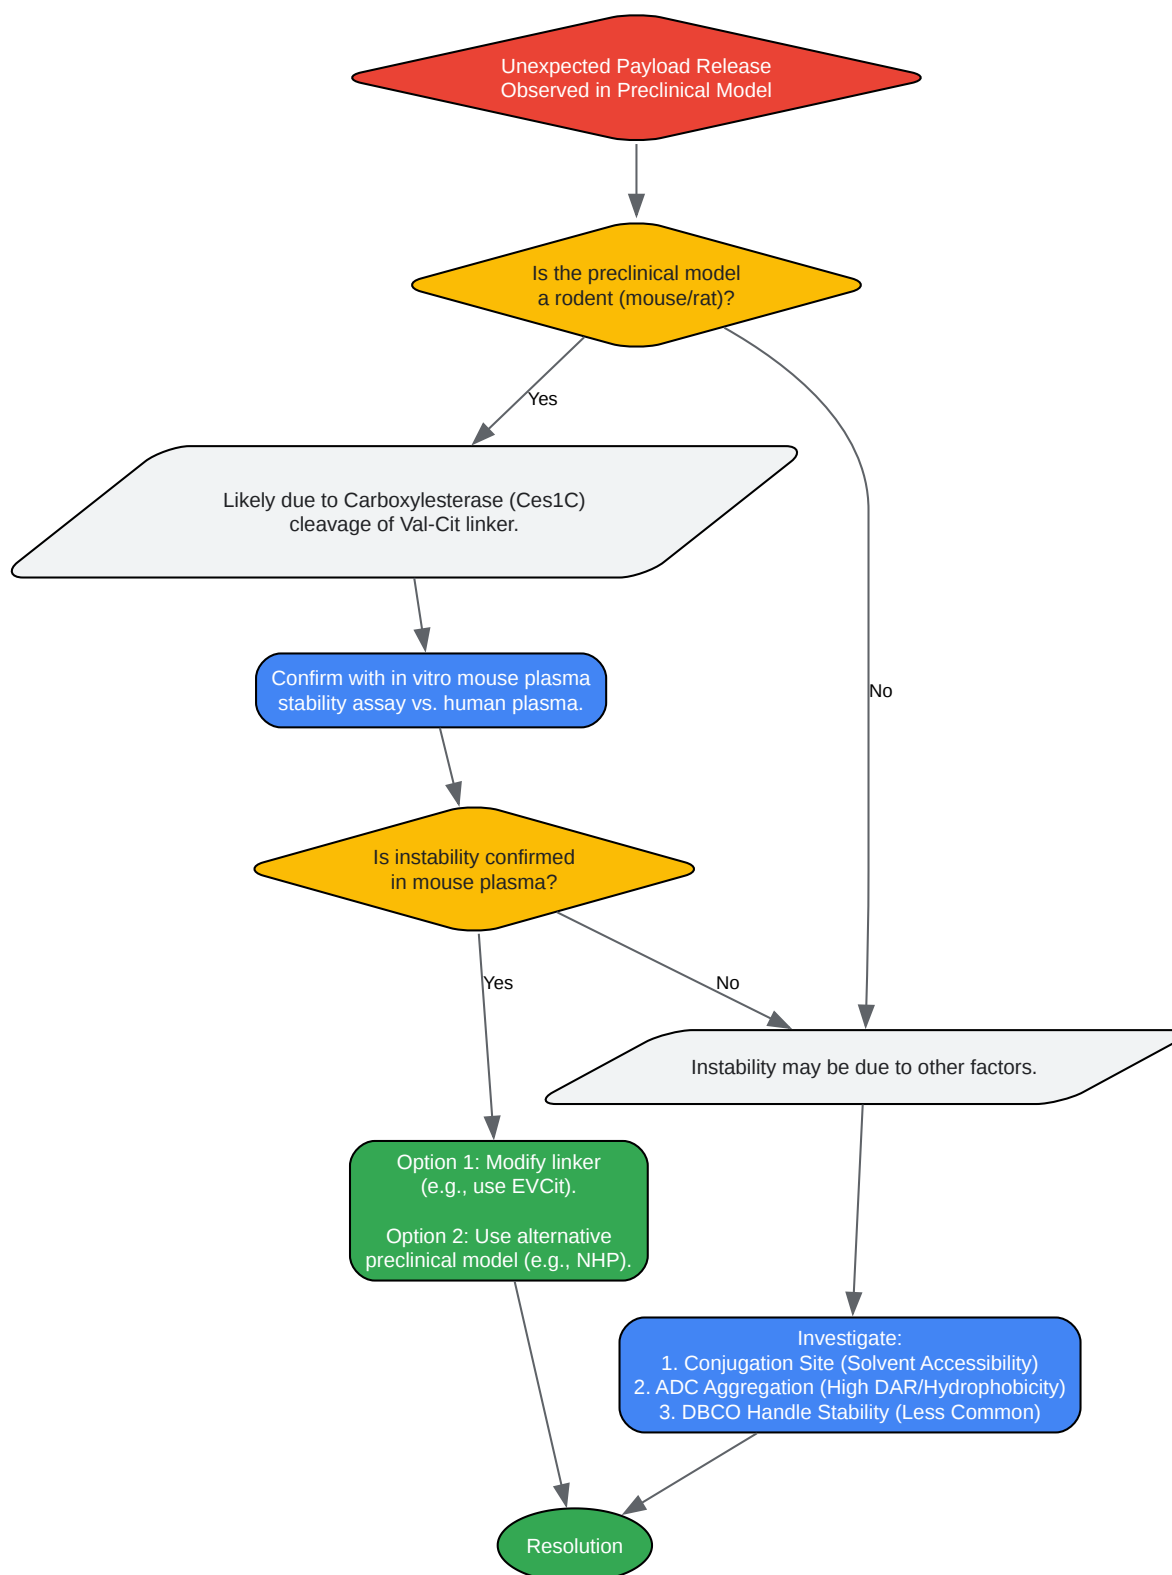 Unexpected Payload Release
Observed in Preclinical Model
Is the preclinical model
a rodent (mouse/rat)?
Yes
Likely due to Carboxylesterase (Ces1C)
cleavage of Val-Cit linker.
Confirm with in vitro mouse plasma
stability assay vs. human plasma.
No
Is instability confirmed
in mouse plasma?
Yes
No
Instability may be due to other factors.
Option 1: Modify linker
(e.g., use EVCit).
Option 2: Use alternative
preclinical model (e.g., NHP).
Investigate:
1. Conjugation Site (Solvent Accessibility)
2. ADC Aggregation (High DAR/Hydrophobicity)
3. DBCO Handle Stability (Less Common)
Resolution